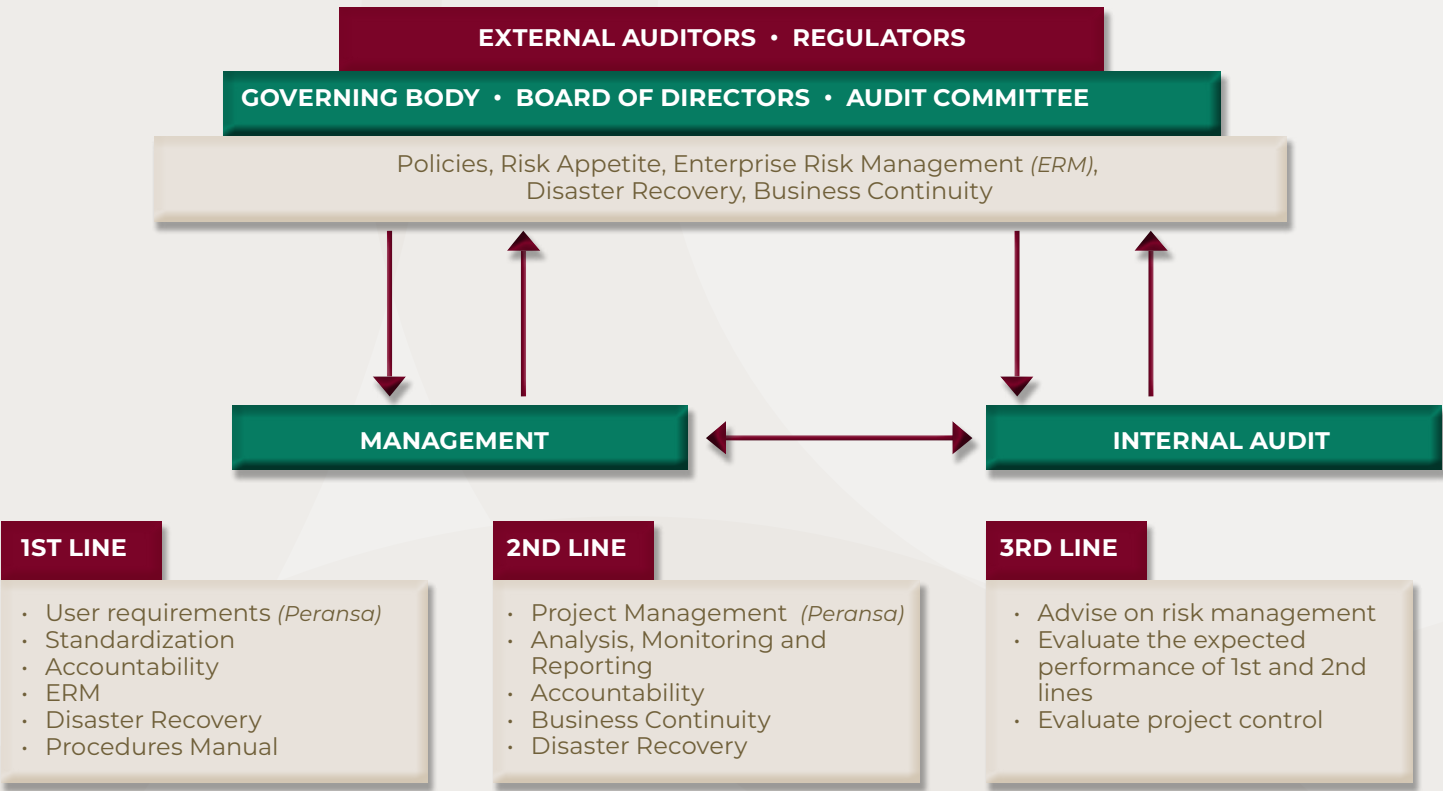 EXTERNAL AUDITORS • REGULATORS
GOVERNING BODY • BOARD OF DIRECTORS • AUDIT COMMITTEE
Policies, Risk Appetite, Enterprise Risk Management (ERM),
Disaster Recovery, Business Continuity
MANAGEMENT
INTERNAL AUDIT
1ST LINE
• User requirements (Peransa)
• Standardization
• Accountability
• ERM
• Disaster Recovery
• Procedures Manual
2ND LINE
• Project Management (Peransa)
• Analysis, Monitoring and
Reporting
• Accountability
• Business Continuity
• Disaster Recovery
3RD LINE
• Advise on risk management
• Evaluate the expected
performance of 1st and 2nd
lines
• Evaluate project control